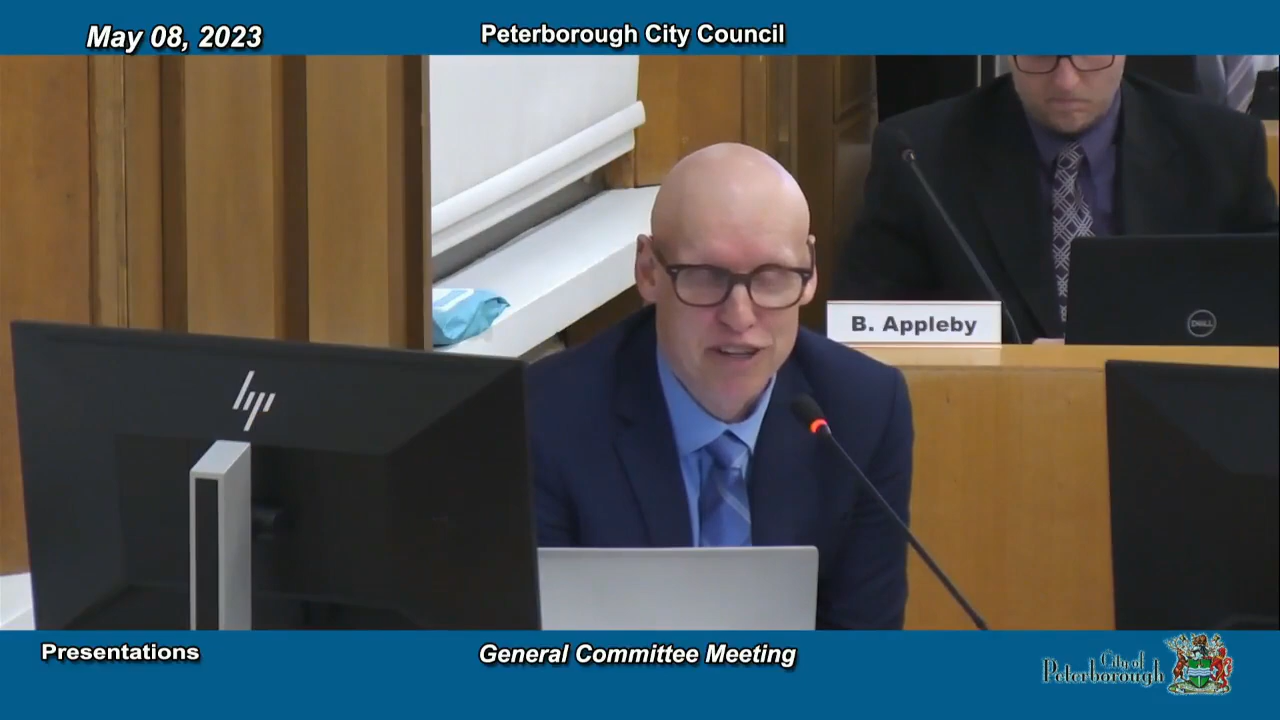 May 08, 2023
Peterborough City Council
hp
B. Appleby
DELL
Presentations
General Committee Meeting
City of
Peterborough